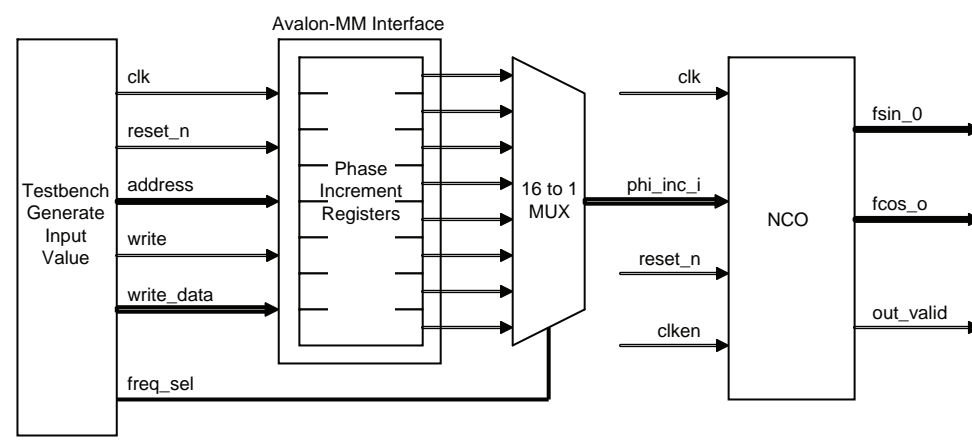 Avalon-MM Interface
clk
reset_n
address
write
write_data
freq_sel
Testbench
Generate
Input
Value
Phase
Increment
Registers
16 to 1
MUX
phi_inc_i
clk
reset_n
clken
NCO
fsin_0
fcos_o
out_valid